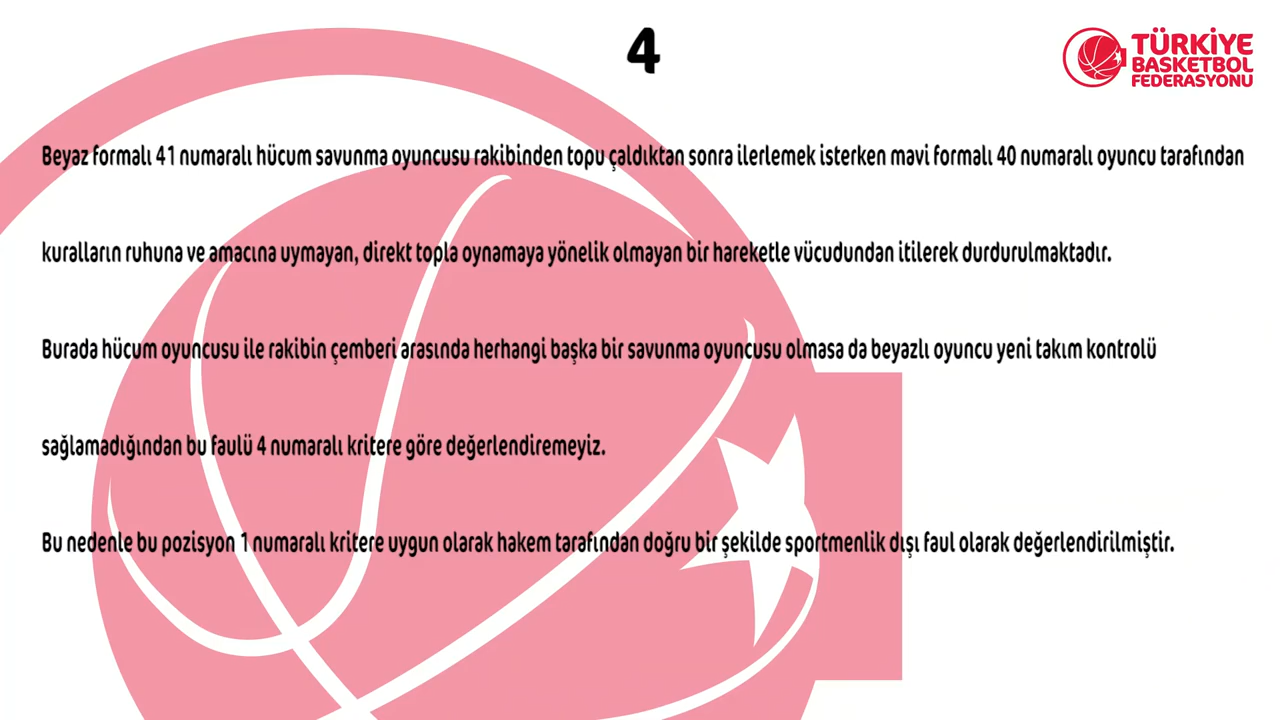 4
TÜRKİYE
BASKETBOL
FEDERASYONU
Beyaz formalı 41 numaralı hücum savunma oyuncusu rakibinden topu çaldıktan sonra ilerlemek isterken mavi formalı 40 numaralı oyuncu tarafından
kuralların ruhuna ve amacına uymayan, direkt topla oynamaya yönelik olmayan bir hareketle vücudundan itilerek durdurulmaktadır.
Burada hücum oyuncusu ile rakibin çemberi arasında herhangi başka bir savunma oyuncusu olmasa da beyazlı oyuncu yeni takım kontrolü
sağlamadığından bu faulü 4 numaralı kritere göre değerlendiremeyiz.
Bu nedenle bu pozisyon 1 numaralı kritere uygun olarak hakem tarafından doğru bir şekilde sportmenlik dışı faul olarak değerlendirilmiştir.